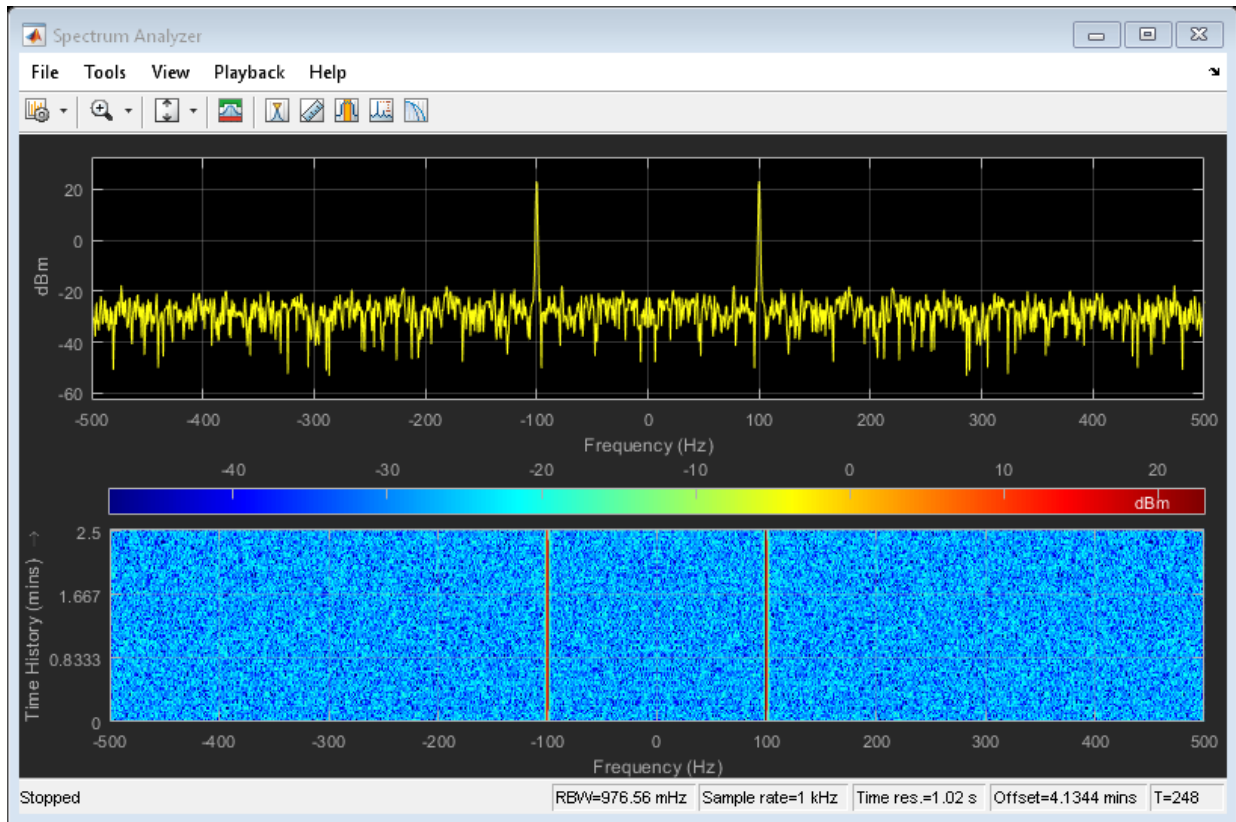 Spectrum Analyzer
File Tools View Playback Help
20
0
-20
-40
-60
dBm
-500 -400 -300 -200 -100 0 100 200 300 400 500
Frequency (Hz)
-40 -30 -20 -10 0 10 20
dBm
2.5
1.667
0.8333
0
Time History (mins) →
-500 -400 -300 -200 -100 0 100 200 300 400 500
Frequency (Hz)
Stopped RBW=976.56 mHz Sample rate=1 kHz Time res.=1.02 s Offset=4.1344 mins T=248